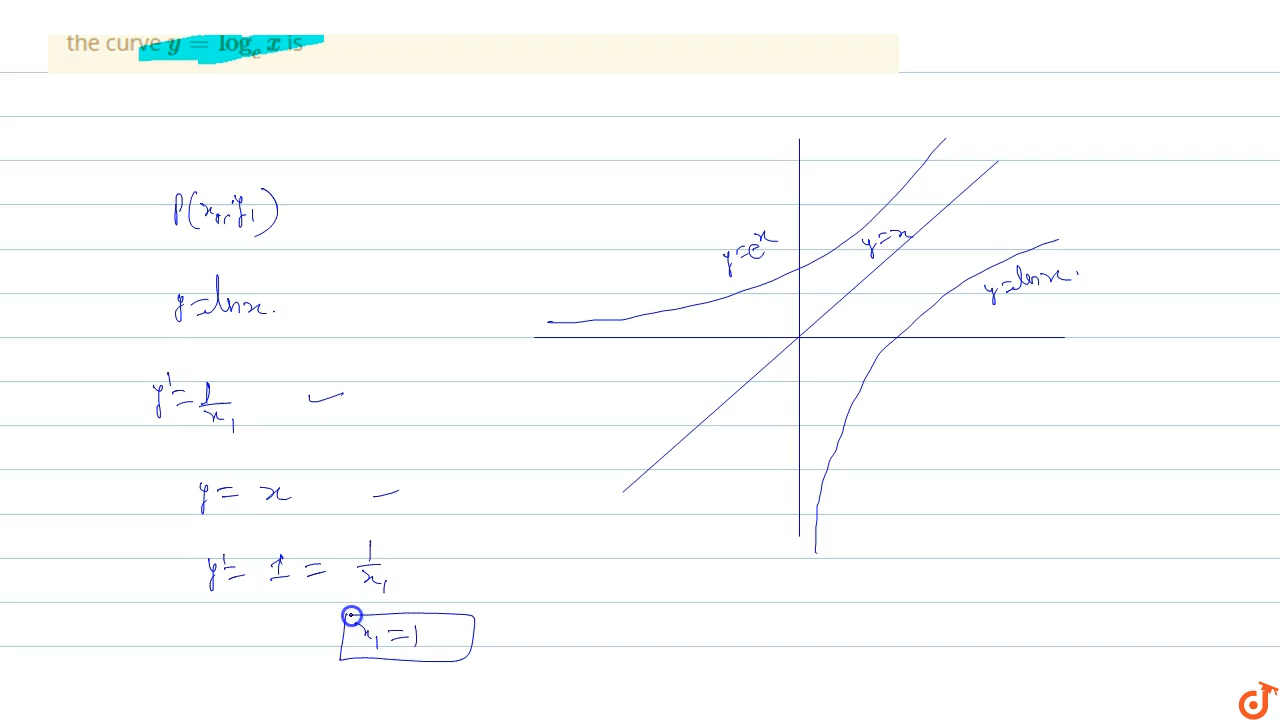 the curve y = logₑ x is
P(x₁, y₁)
y = ln x.
y' = 1/x₁
y = x
y' = 1 = 1/x₁
x₁ = 1
y = eˣ
y = x
y = ln x.